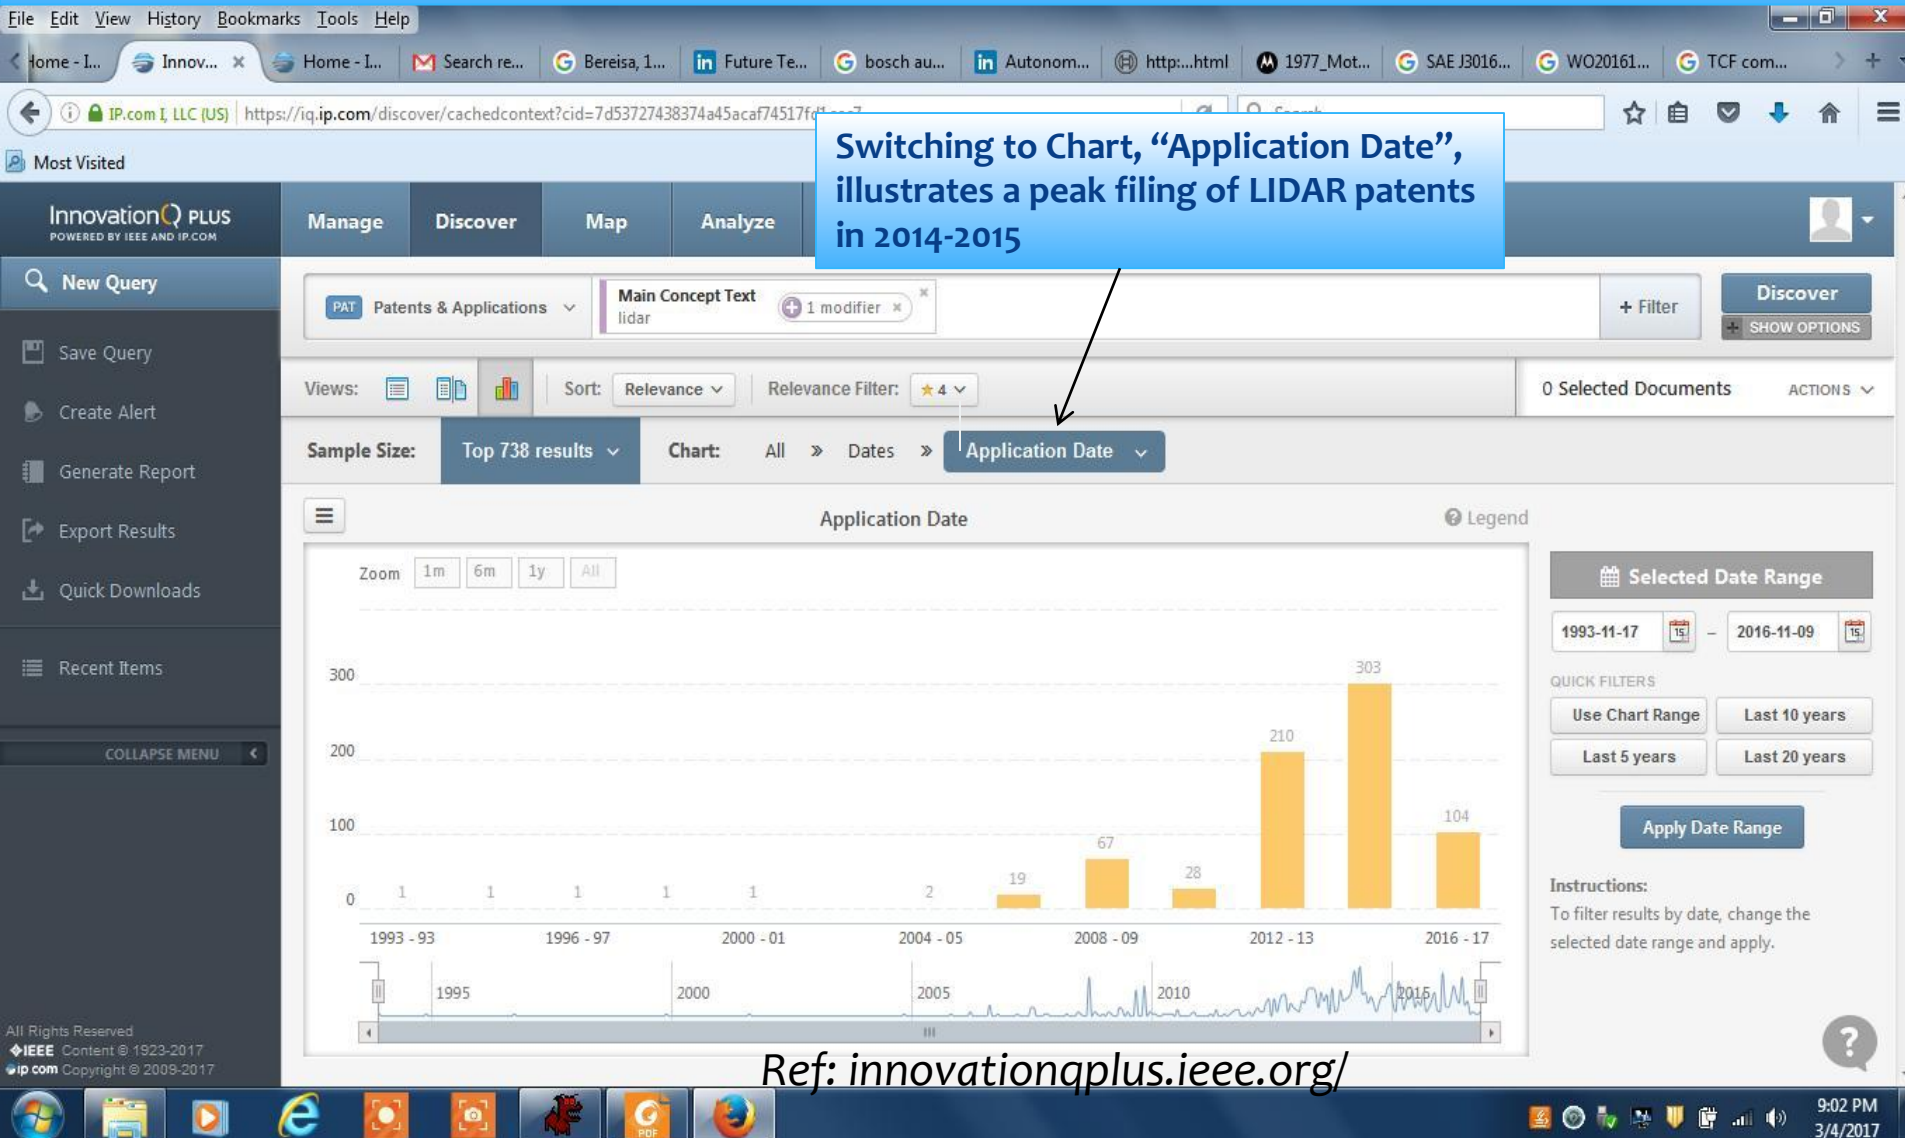 File Edit View History Bookmarks Tools Help
Home - I... Innov... × Home - I... Search re... Bereisa, 1... Future Te... bosch au... Autonom... http:...html 1977_Mot... SAE J3016... WO20161... TCF com...
IP.com I, LLC (US) https://iq.ip.com/discover/cachedcontext?cid=7d53727438374a45acaf74517
Most Visited
Switching to Chart, “Application Date”,
illustrates a peak filing of LIDAR patents
in 2014-2015
InnovationQ PLUS
POWERED BY IEEE AND IP.COM
Manage Discover Map Analyze
New Query
PAT Patents & Applications
Main Concept Text
lidar
1 modifier ×
+ Filter
Discover
+ SHOW OPTIONS
Save Query
Views: Sort: Relevance Relevance Filter: ★ 4
0 Selected Documents ACTIONS
Create Alert
Sample Size: Top 738 results Chart: All » Dates » Application Date
Generate Report
Export Results
Quick Downloads
Recent Items
COLLAPSE MENU
Application Date
Legend
Zoom 1m 6m 1y All
300
200
100
0
1 1 1 1 1 2 19 67 28 210 303 104
1993 - 93 1996 - 97 2000 - 01 2004 - 05 2008 - 09 2012 - 13 2016 - 17
1995 2000 2005 2010 2015
Selected Date Range
1993-11-17 – 2016-11-09
QUICK FILTERS
Use Chart Range Last 10 years
Last 5 years Last 20 years
Apply Date Range
Instructions:
To filter results by date, change the
selected date range and apply.
All Rights Reserved
IEEE Content © 1923-2017
ip com Copyright © 2009-2017
?
Ref: innovationqplus.ieee.org/
PDF
9:02 PM
3/4/2017